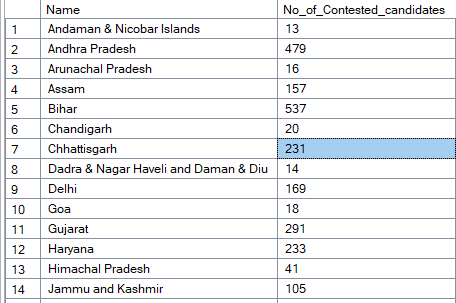 Name No_of_Contested_candidates
1 Andaman & Nicobar Islands 13
2 Andhra Pradesh 479
3 Arunachal Pradesh 16
4 Assam 157
5 Bihar 537
6 Chandigarh 20
7 Chhattisgarh 231
8 Dadra & Nagar Haveli and Daman & Diu 14
9 Delhi 169
10 Goa 18
11 Gujarat 291
12 Haryana 233
13 Himachal Pradesh 41
14 Jammu and Kashmir 105